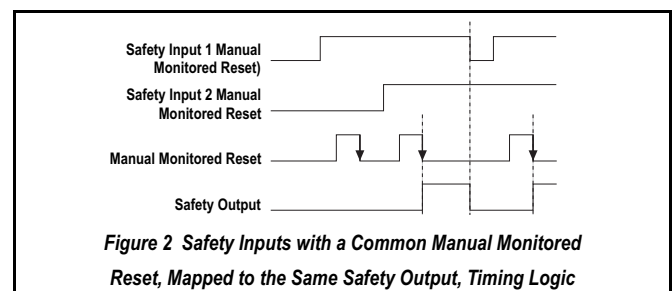 Safety Input 1 Manual
Monitored Reset)
Safety Input 2 Manual
Monitored Reset
Manual Monitored Reset
Safety Output
Figure 2 Safety Inputs with a Common Manual Monitored
Reset, Mapped to the Same Safety Output, Timing Logic